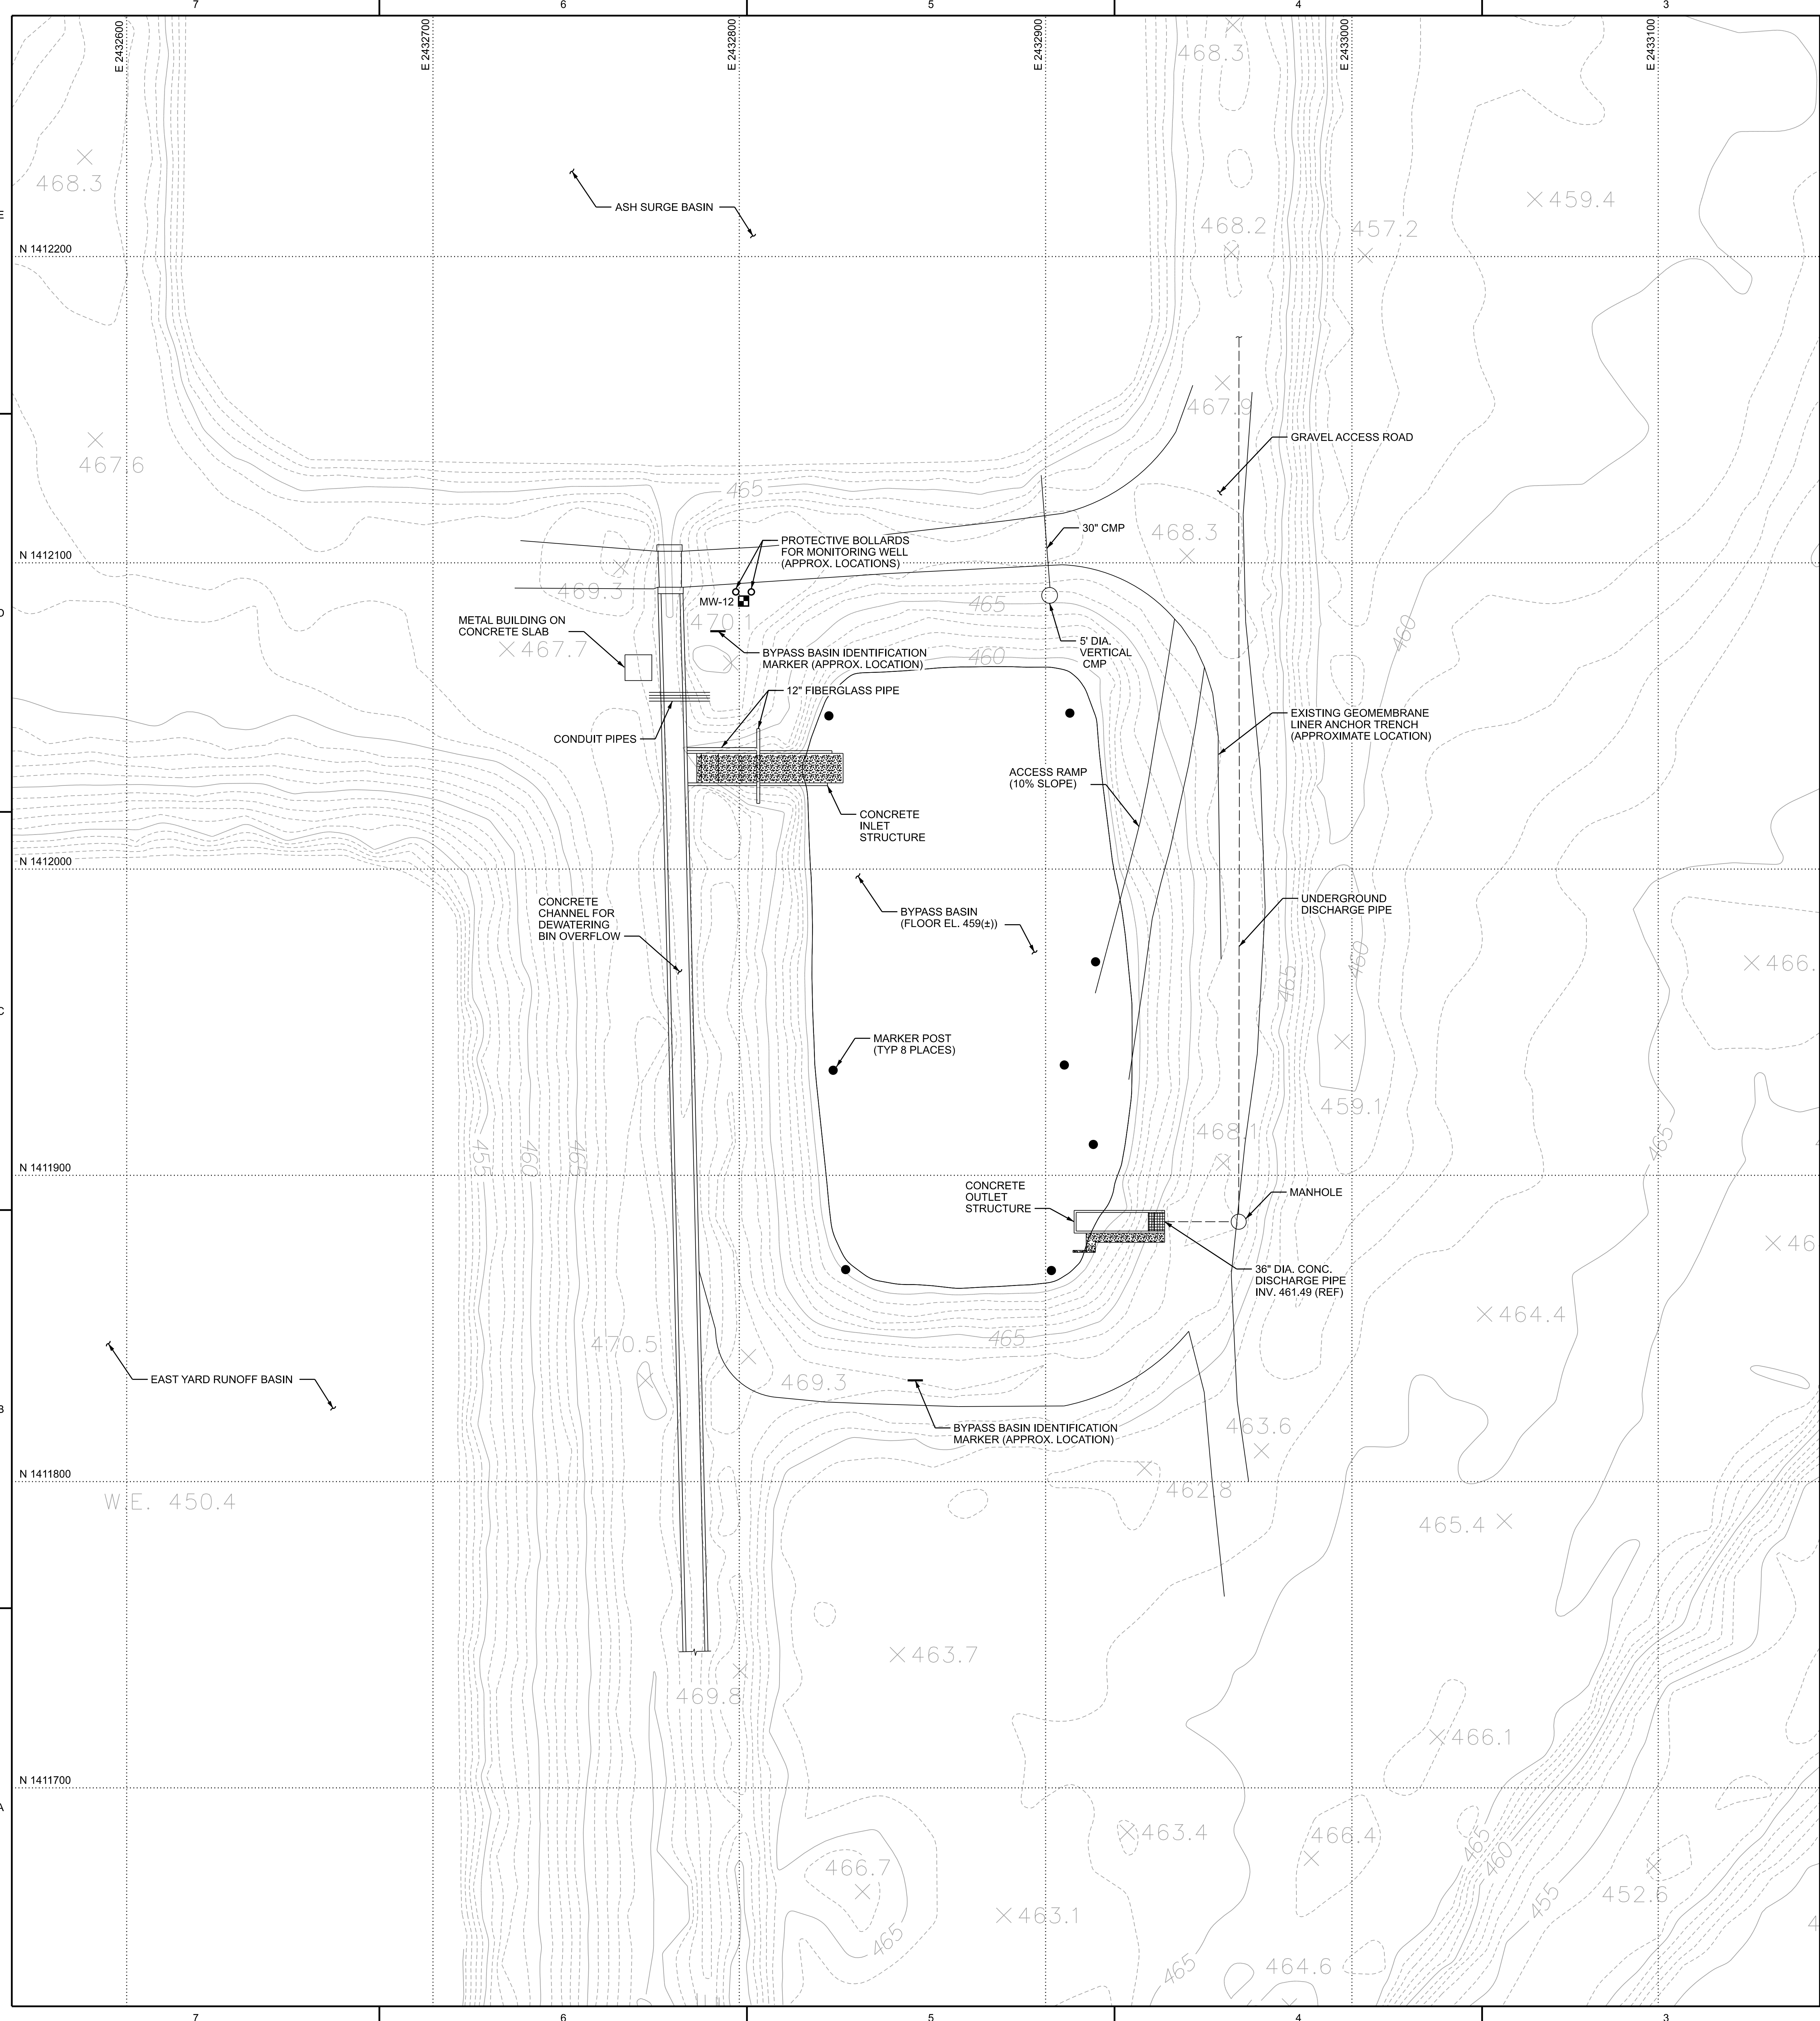 7
6
5
4
3
E 2432600
E 2432700
E 2432800
E 2432900
E 2433000
E 2433100
468.3
468.3
ASH SURGE BASIN
459.4
E
468.2
457.2
N 1412200
467.9
GRAVEL ACCESS ROAD
467.6
465
30" CMP
468.3
PROTECTIVE BOLLARDS
FOR MONITORING WELL
(APPROX. LOCATIONS)
N 1412100
469.3
MW-12
465
D
METAL BUILDING ON
CONCRETE SLAB
470.1
467.7
460
5' DIA.
VERTICAL
CMP
BYPASS BASIN IDENTIFICATION
MARKER (APPROX. LOCATION)
460
12" FIBERGLASS PIPE
EXISTING GEOMEMBRANE
LINER ANCHOR TRENCH
(APPROXIMATE LOCATION)
CONDUIT PIPES
ACCESS RAMP
(10% SLOPE)
CONCRETE
INLET
STRUCTURE
N 1412000
CONCRETE
CHANNEL FOR
DEWATERING
BIN OVERFLOW
BYPASS BASIN
(FLOOR EL. 459(±))
UNDERGROUND
DISCHARGE PIPE
460
466.
465
C
MARKER POST
(TYP 8 PLACES)
459.1
468.1
465
455
460
465
N 1411900
CONCRETE
OUTLET
STRUCTURE
MANHOLE
46
36" DIA. CONC.
DISCHARGE PIPE
INV. 461.49 (REF)
464.4
470.5
465
EAST YARD RUNOFF BASIN
469.3
B
BYPASS BASIN IDENTIFICATION
MARKER (APPROX. LOCATION)
463.6
N 1411800
W.E. 450.4
462.8
465.4
463.7
469.8
466.1
N 1411700
A
463.4
466.4
465
460
466.7
452.6
455
463.1
465
465
464.6
4
7
6
5
4
3